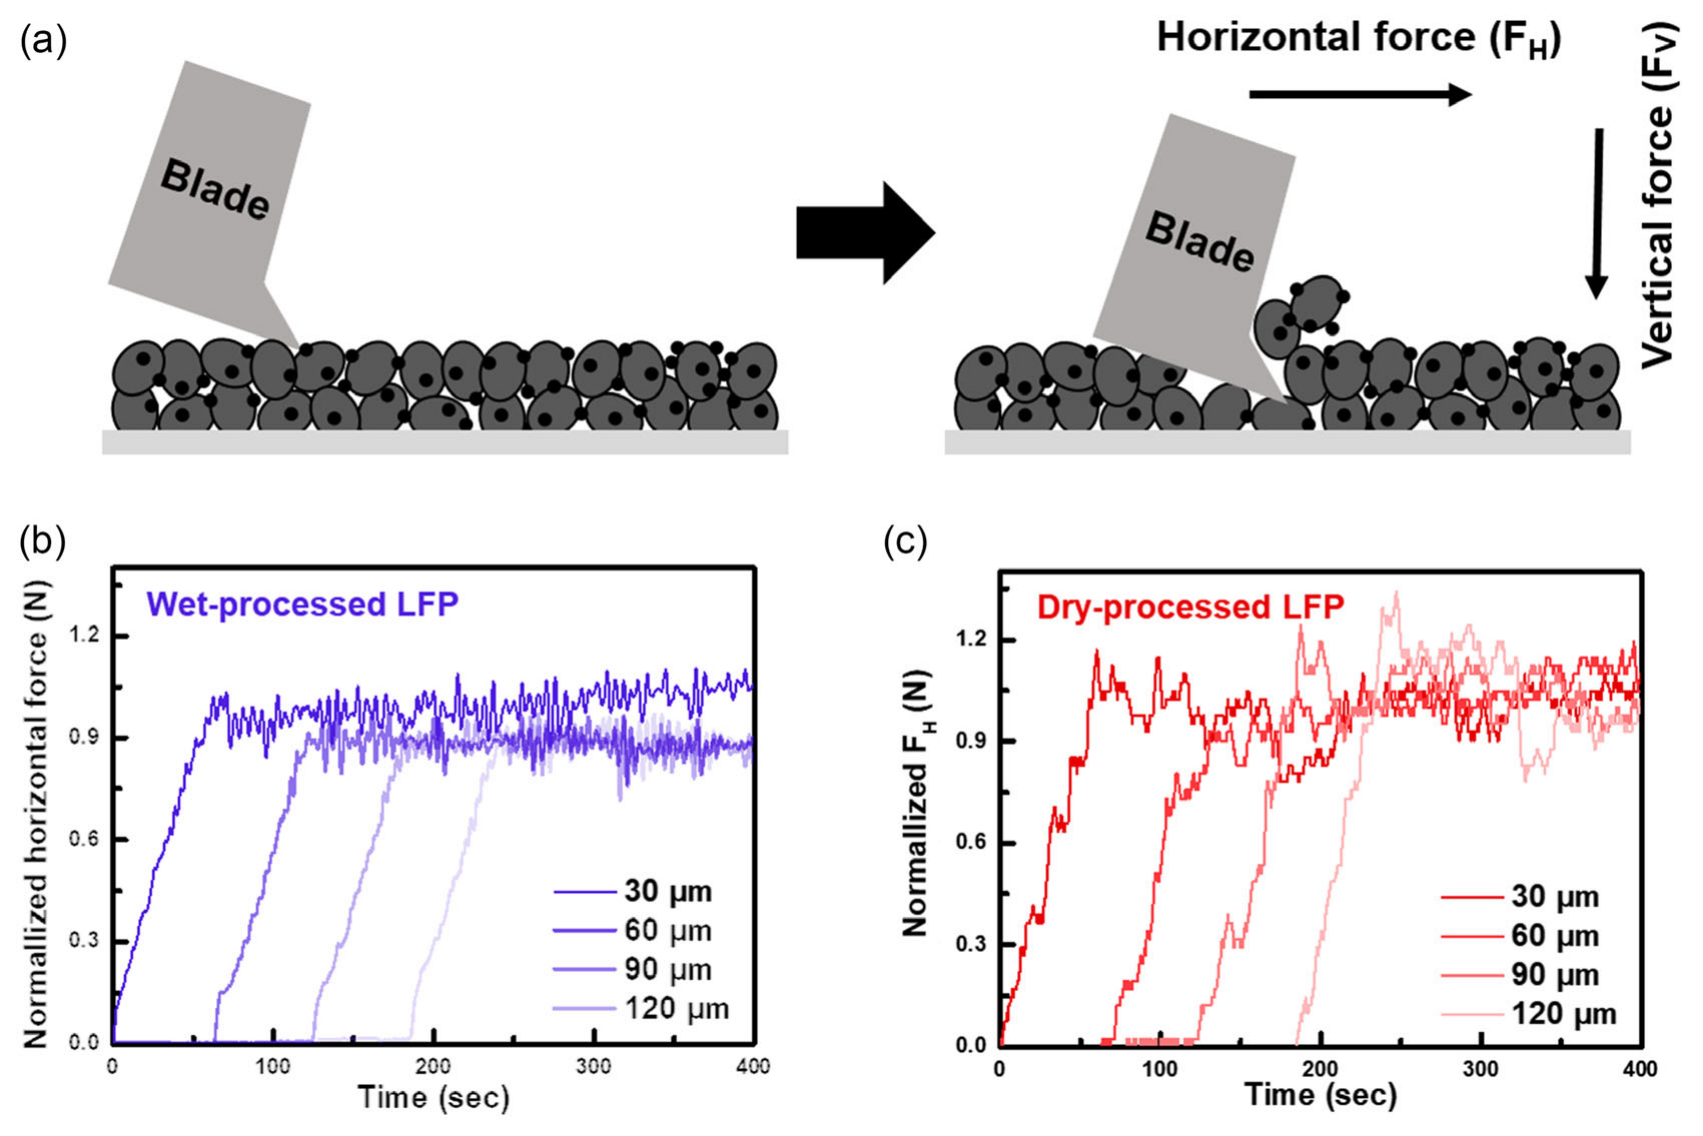 (a)
Horizontal force (FH)
Vertical force (FV)
Blade
Blade
(b)
Wet-processed LFP
Normallized horizontal force (N)
1.2
0.9
0.6
0.3
0.0
30 µm
60 µm
90 µm
120 µm
0 100 200 300 400
Time (sec)
(c)
Dry-processed LFP
Normallized FH (N)
1.2
0.9
0.6
0.3
0.0
30 µm
60 µm
90 µm
120 µm
0 100 200 300 400
Time (sec)